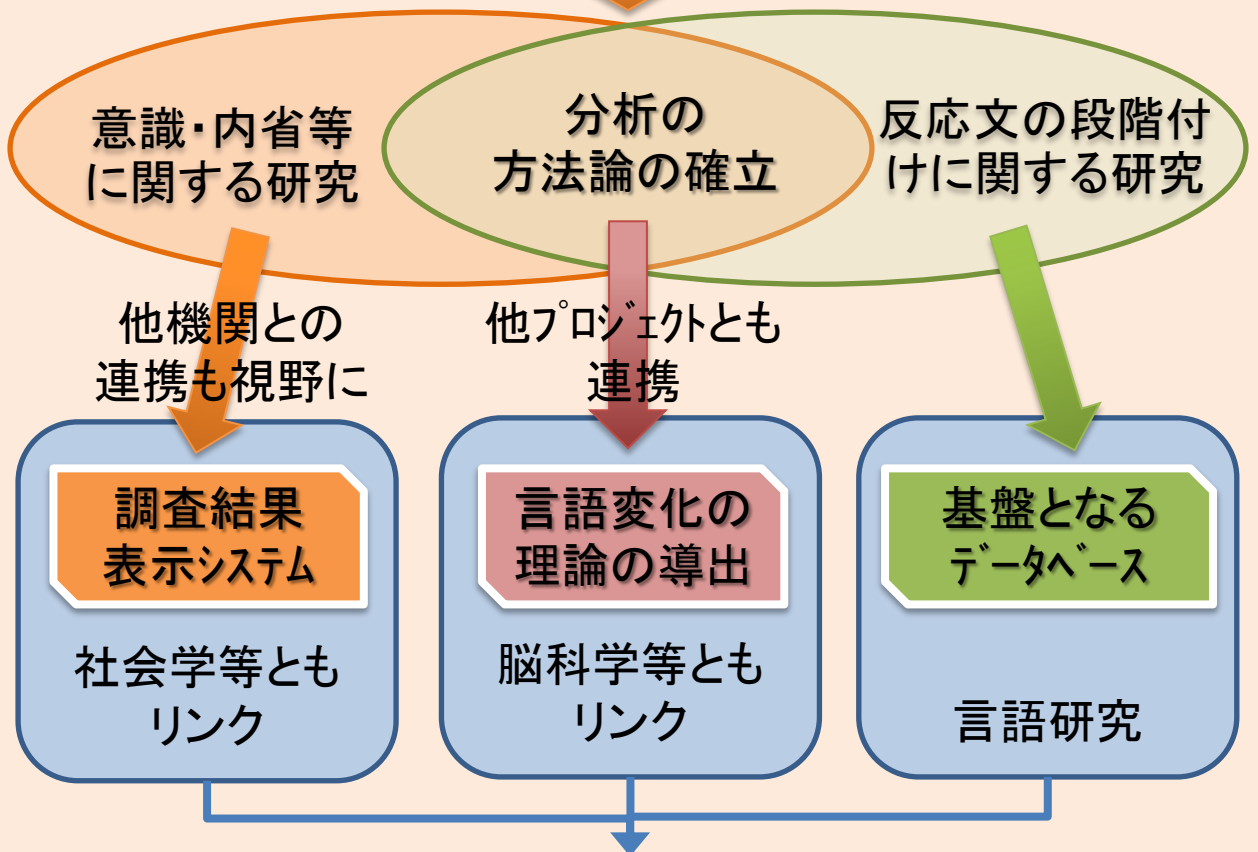 意識・内省等
に関する研究
分析の
方法論の確立
反応文の段階付
けに関する研究
他機関との
連携も視野に
他ﾌﾟﾛｼﾞｪｸﾄとも
連携
調査結果
表示ｼｽﾃﾑ
社会学等とも
リンク
言語変化の
理論の導出
脳科学等とも
リンク
基盤となる
ﾃﾞｰﾀﾍﾞｰｽ
言語研究